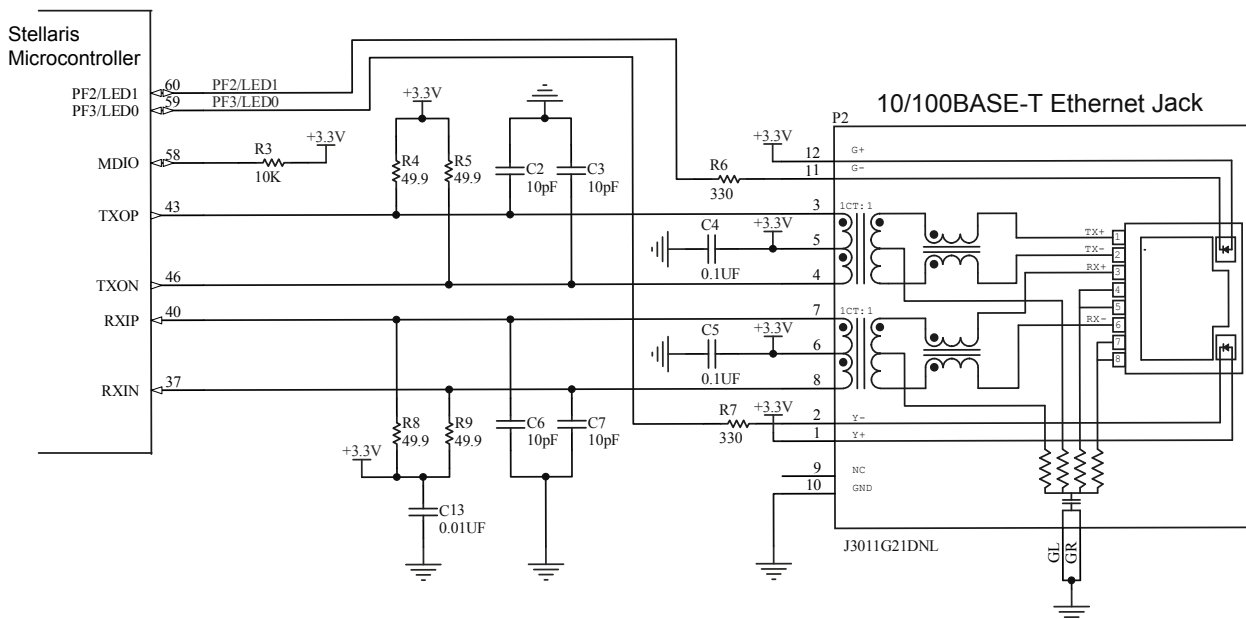 Stellaris
Microcontroller
10/100BASE-T Ethernet Jack
P2
PF2/LED1
60
PF2/LED1
PF3/LED0
59
PF3/LED0
MDIO
58
R3
10K
+3.3V
+3.3V
R4
49.9
R5
49.9
C2
10pF
C3
10pF
R6
330
+3.3V
12
G+
11
G-
TXOP
43
3
1CT:1
C4
0.1UF
+3.3V
5
4
TXON
46
RXIP
40
7
1CT:1
C5
0.1UF
+3.3V
6
8
RXIN
37
TX+
1
TX-
2
RX+
3
4
5
RX-
6
7
8
R8
49.9
R9
49.9
C6
10pF
C7
10pF
R7
330
+3.3V
2
Y-
1
Y+
+3.3V
9
NC
10
GND
C13
0.01UF
J3011G21DNL
GL
GR